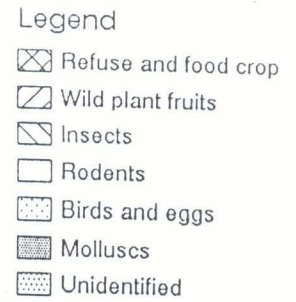 Legend
Refuse and food crop
Wild plant fruits
Insects
Rodents
Birds and eggs
Molluscs
Unidentified